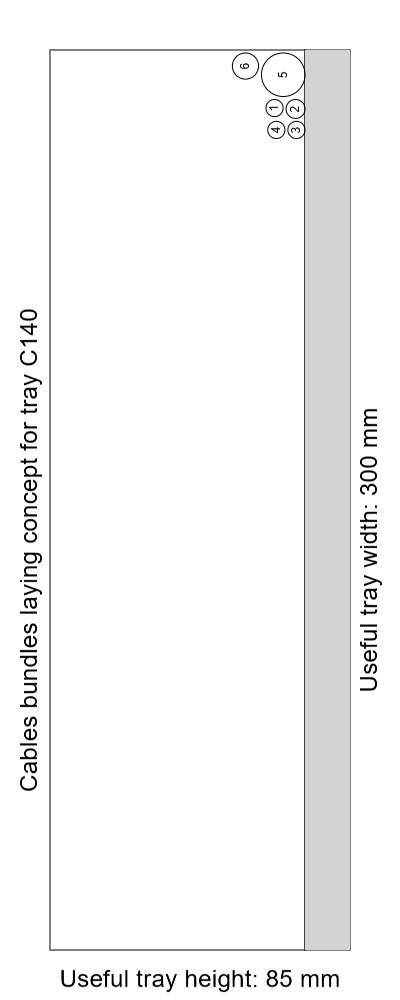 Cables bundles laying concept for tray C140
6
5
1
2
4
3
Useful tray width: 300 mm
Useful tray height: 85 mm